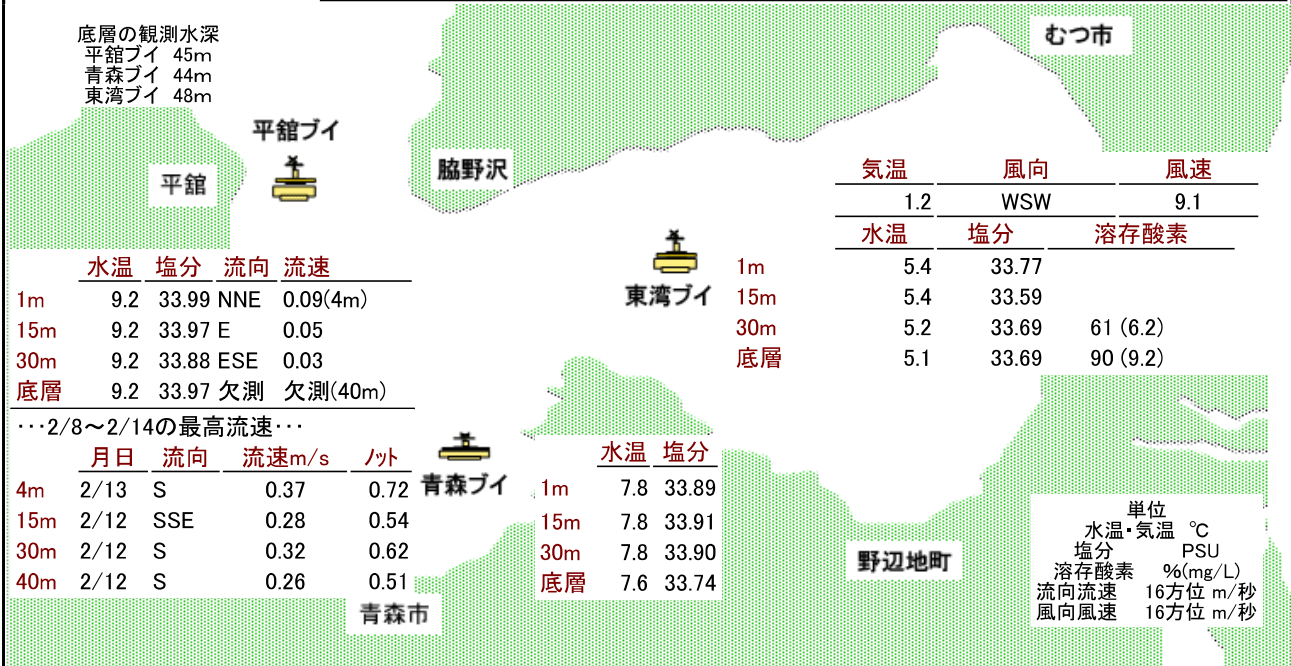 底層の観測水深
平舘ブイ 45m
青森ブイ 44m
東湾ブイ 48m
むつ市
平舘ブイ
平舘
脇野沢
気温 風向 風速
1.2 WSW 9.1
水温 塩分 溶存酸素
1m 5.4 33.77
15m 5.4 33.59
30m 5.2 33.69 61 (6.2)
底層 5.1 33.69 90 (9.2)
東湾ブイ
水温 塩分 流向 流速
1m 9.2 33.99 NNE 0.09(4m)
15m 9.2 33.97 E 0.05
30m 9.2 33.88 ESE 0.03
底層 9.2 33.97 欠測 欠測(40m)
･･･2/8～2/14の最高流速･･･
月日 流向 流速m/s ノット
4m 2/13 S 0.37 0.72
15m 2/12 SSE 0.28 0.54
30m 2/12 S 0.32 0.62
40m 2/12 S 0.26 0.51
青森ブイ
水温 塩分
1m 7.8 33.89
15m 7.8 33.91
30m 7.8 33.90
底層 7.6 33.74
青森市
野辺地町
単位
水温・気温 ℃
塩分 PSU
溶存酸素 %(mg/L)
流向流速 16方位 m/秒
風向風速 16方位 m/秒